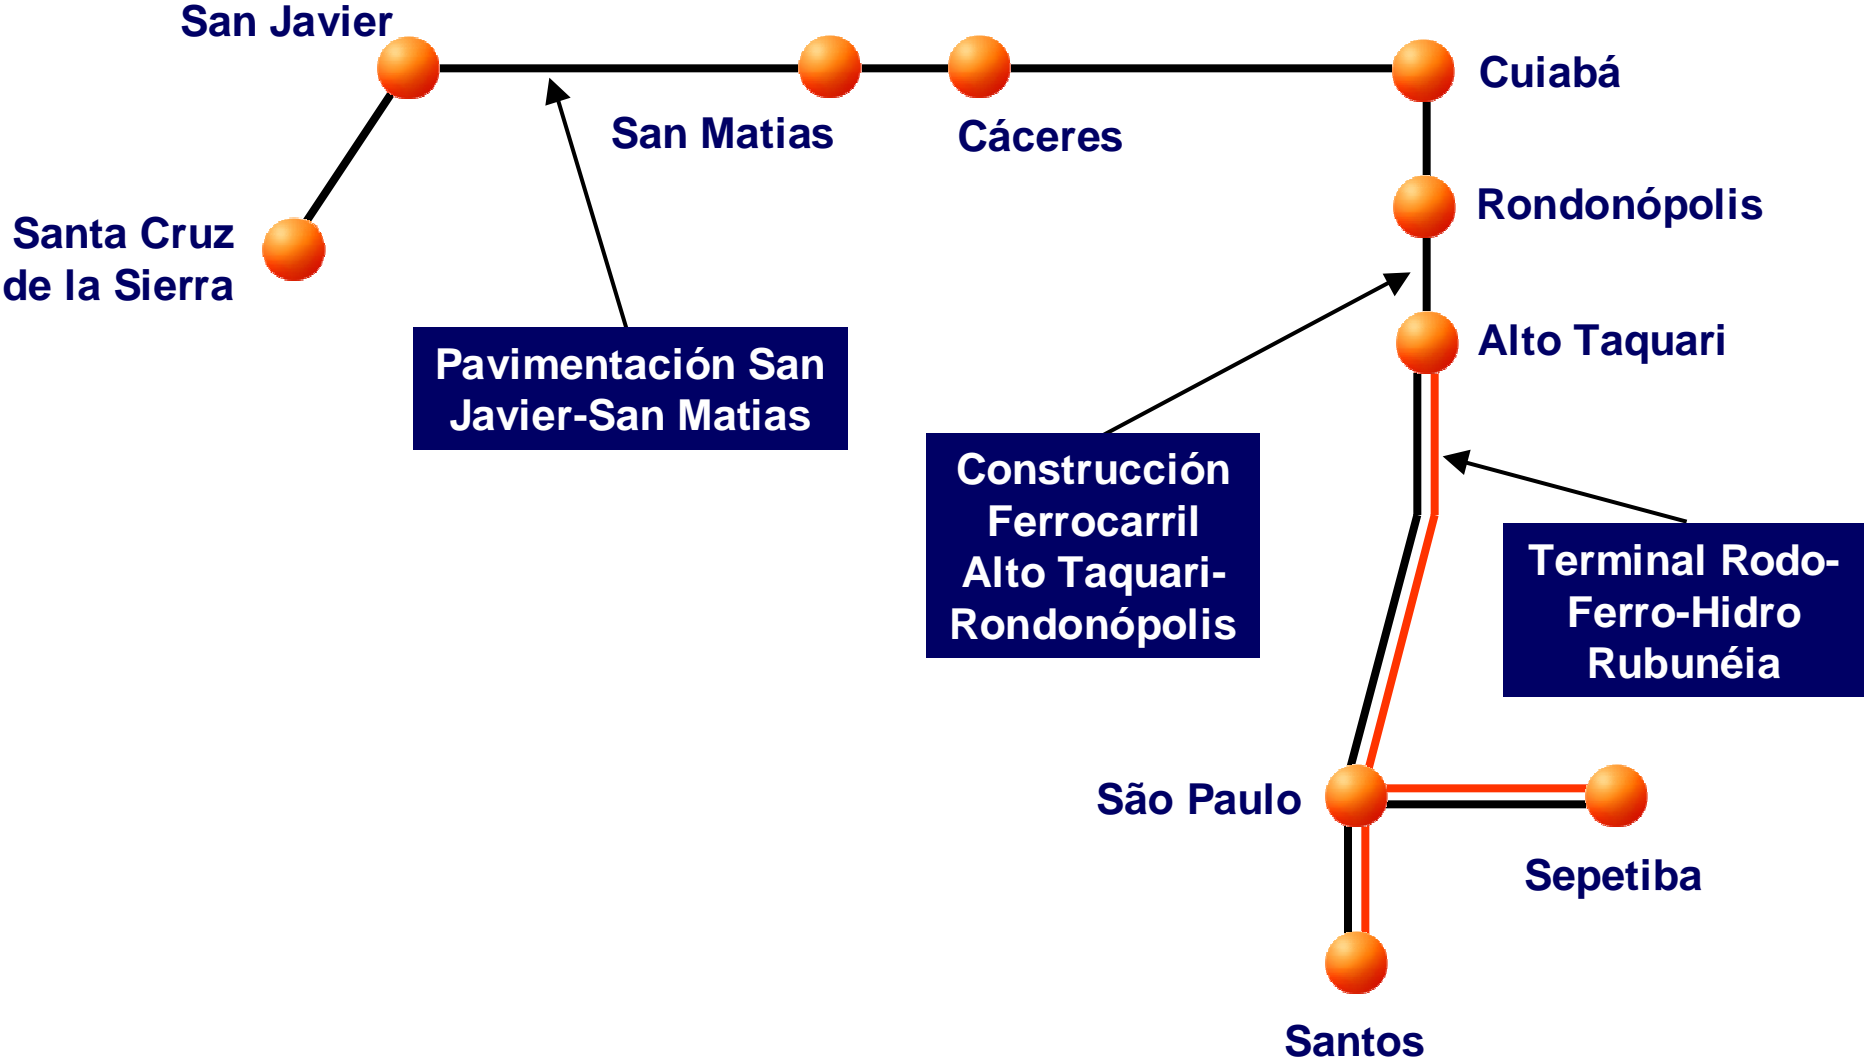 San Javier
Cuiabá
San Matias
Cáceres
Rondonópolis
Santa Cruz
de la Sierra
Alto Taquari
Pavimentación San
Javier-San Matias
Construcción
Ferrocarril
Alto Taquari-
Rondonópolis
Terminal Rodo-
Ferro-Hidro
Rubunéia
São Paulo
Sepetiba
Santos